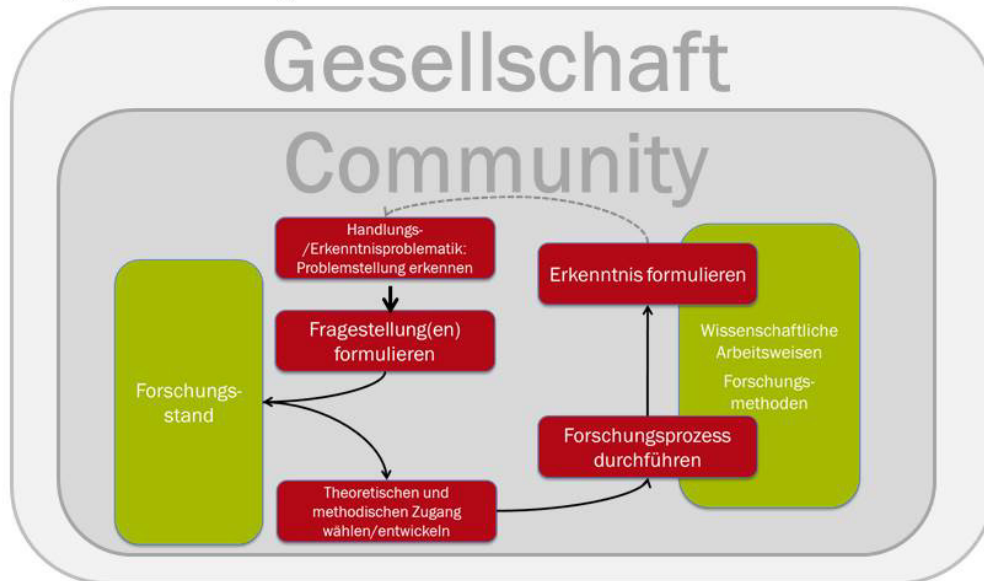 Gesellschaft
Community
Handlungs-
/Erkenntnisproblematik:
Problemstellung erkennen
Fragestellung(en)
formulieren
Forschungs-
stand
Theoretischen und
methodischen Zugang
wählen/entwickeln
Erkenntnis formulieren
Wissenschaftliche
Arbeitsweisen
Forschungs-
methoden
Forschungsprozess
durchführen